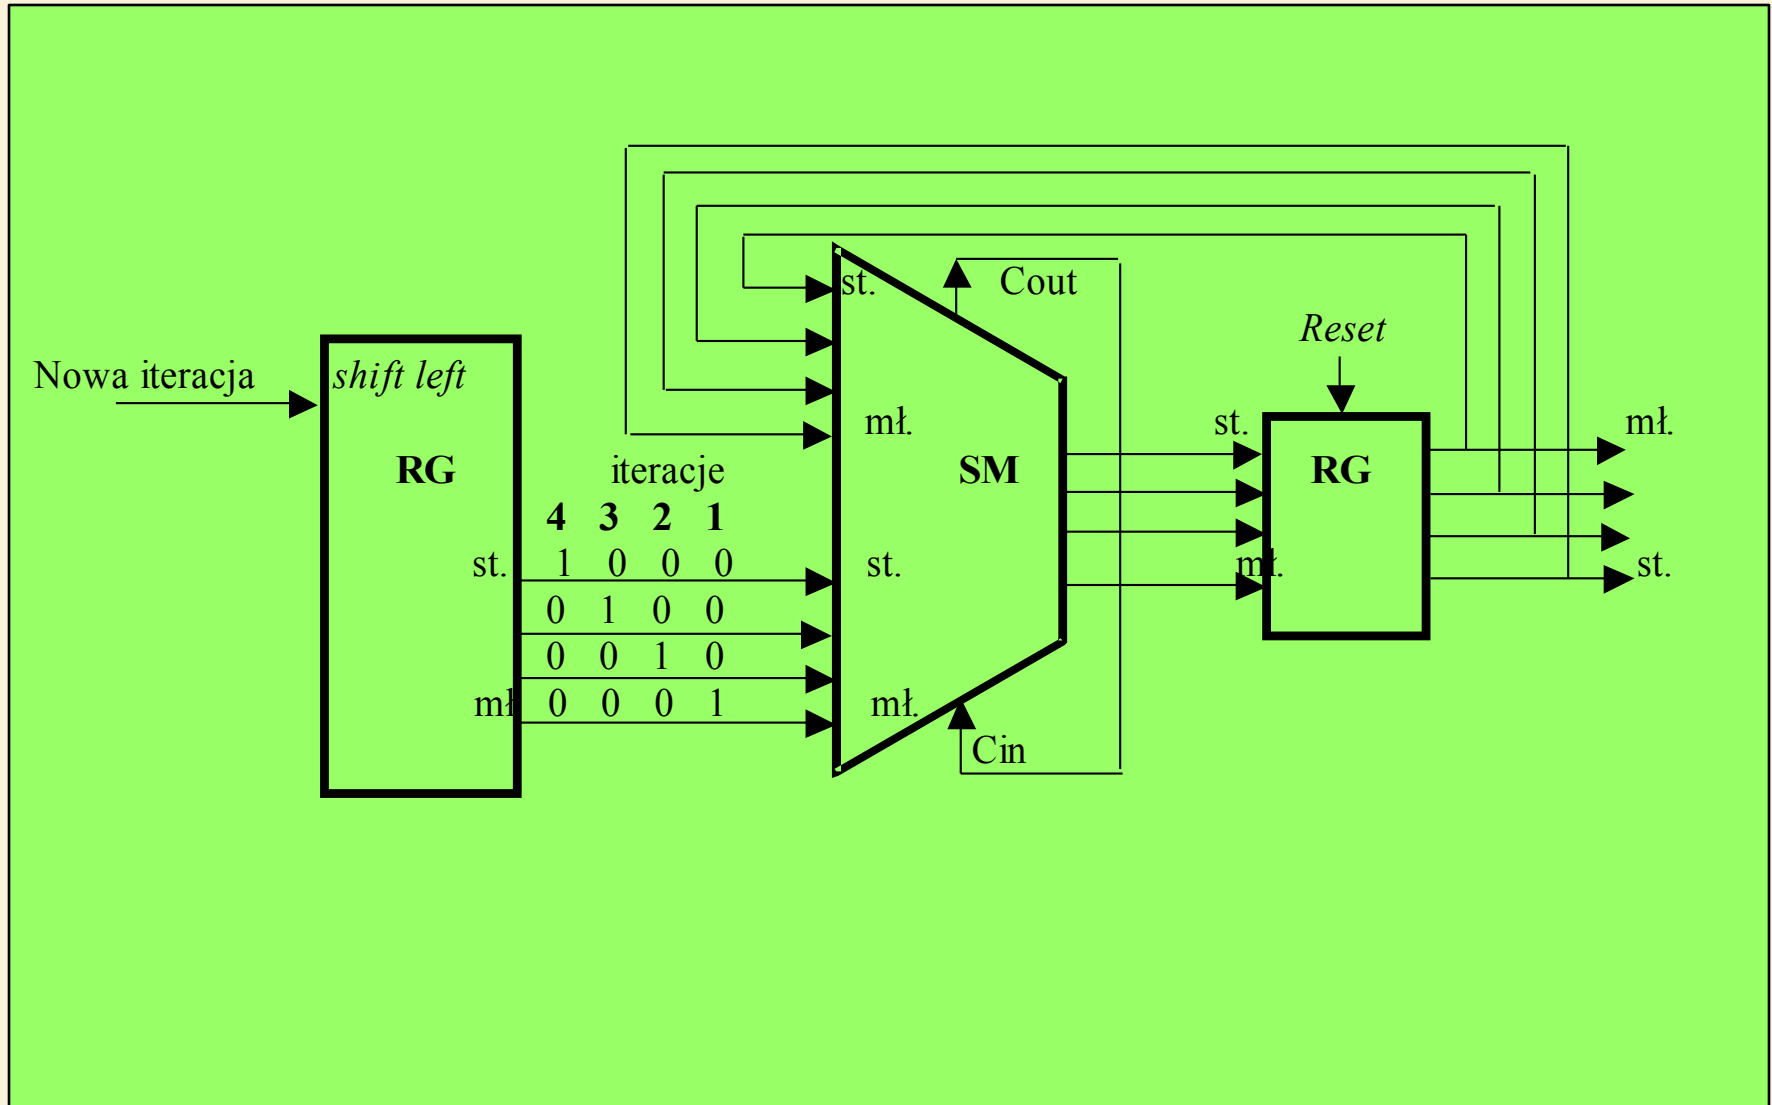 st.
Cout
Reset
Nowa iteracja
shift left
mł.
st.
mł.
RG
iteracje
SM
RG
4 3 2 1
st. 1 0 0 0
st.
mł.
st.
0 1 0 0
0 0 1 0
mł 0 0 0 1
mł.
Cin